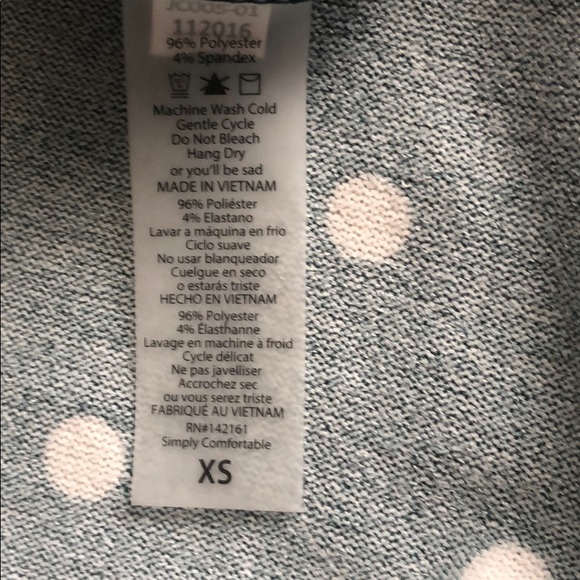 JC005-01
112016
96% Polyester
4% Spandex
Machine Wash Cold
Gentle Cycle
Do Not Bleach
Hang Dry
or you'll be sad
MADE IN VIETNAM
96% Poliéster
4% Elastano
Lavar a máquina en frio
Ciclo suave
No usar blanqueador
Cuelgue en seco
o estarás triste
HECHO EN VIETNAM
96% Polyester
4% Élasthanne
Lavage en machine à froid
Cycle délicat
Ne pas javelliser
Accrochez sec
ou vous serez triste
FABRIQUÉ AU VIETNAM
RN#142161
Simply Comfortable
XS